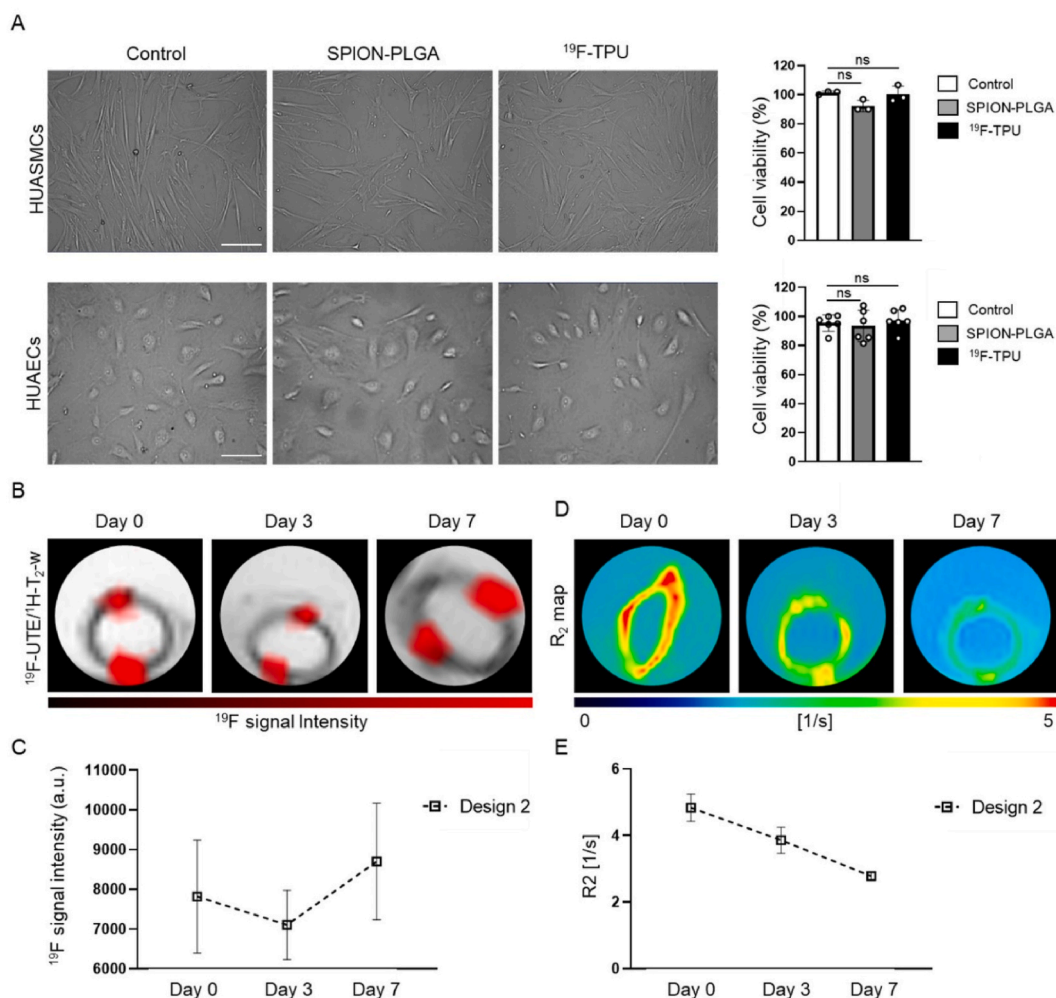 A
Control
SPION-PLGA
¹⁹F-TPU
HUASMCs
HUAECs
Cell viability (%)
120
100
80
60
40
20
0
ns
ns
Control
SPION-PLGA
¹⁹F-TPU
Cell viability (%)
120
100
80
60
40
20
0
ns
ns
Control
SPION-PLGA
¹⁹F-TPU
B
Day 0
Day 3
Day 7
¹⁹F-UTE/¹H-T₂-w
¹⁹F signal Intensity
D
Day 0
Day 3
Day 7
R₂ map
0
[1/s]
5
C
¹⁹F signal intensity (a.u.)
11000
10000
9000
8000
7000
6000
Day 0
Day 3
Day 7
Design 2
E
R2 [1/s]
6
4
2
0
Day 0
Day 3
Day 7
Design 2